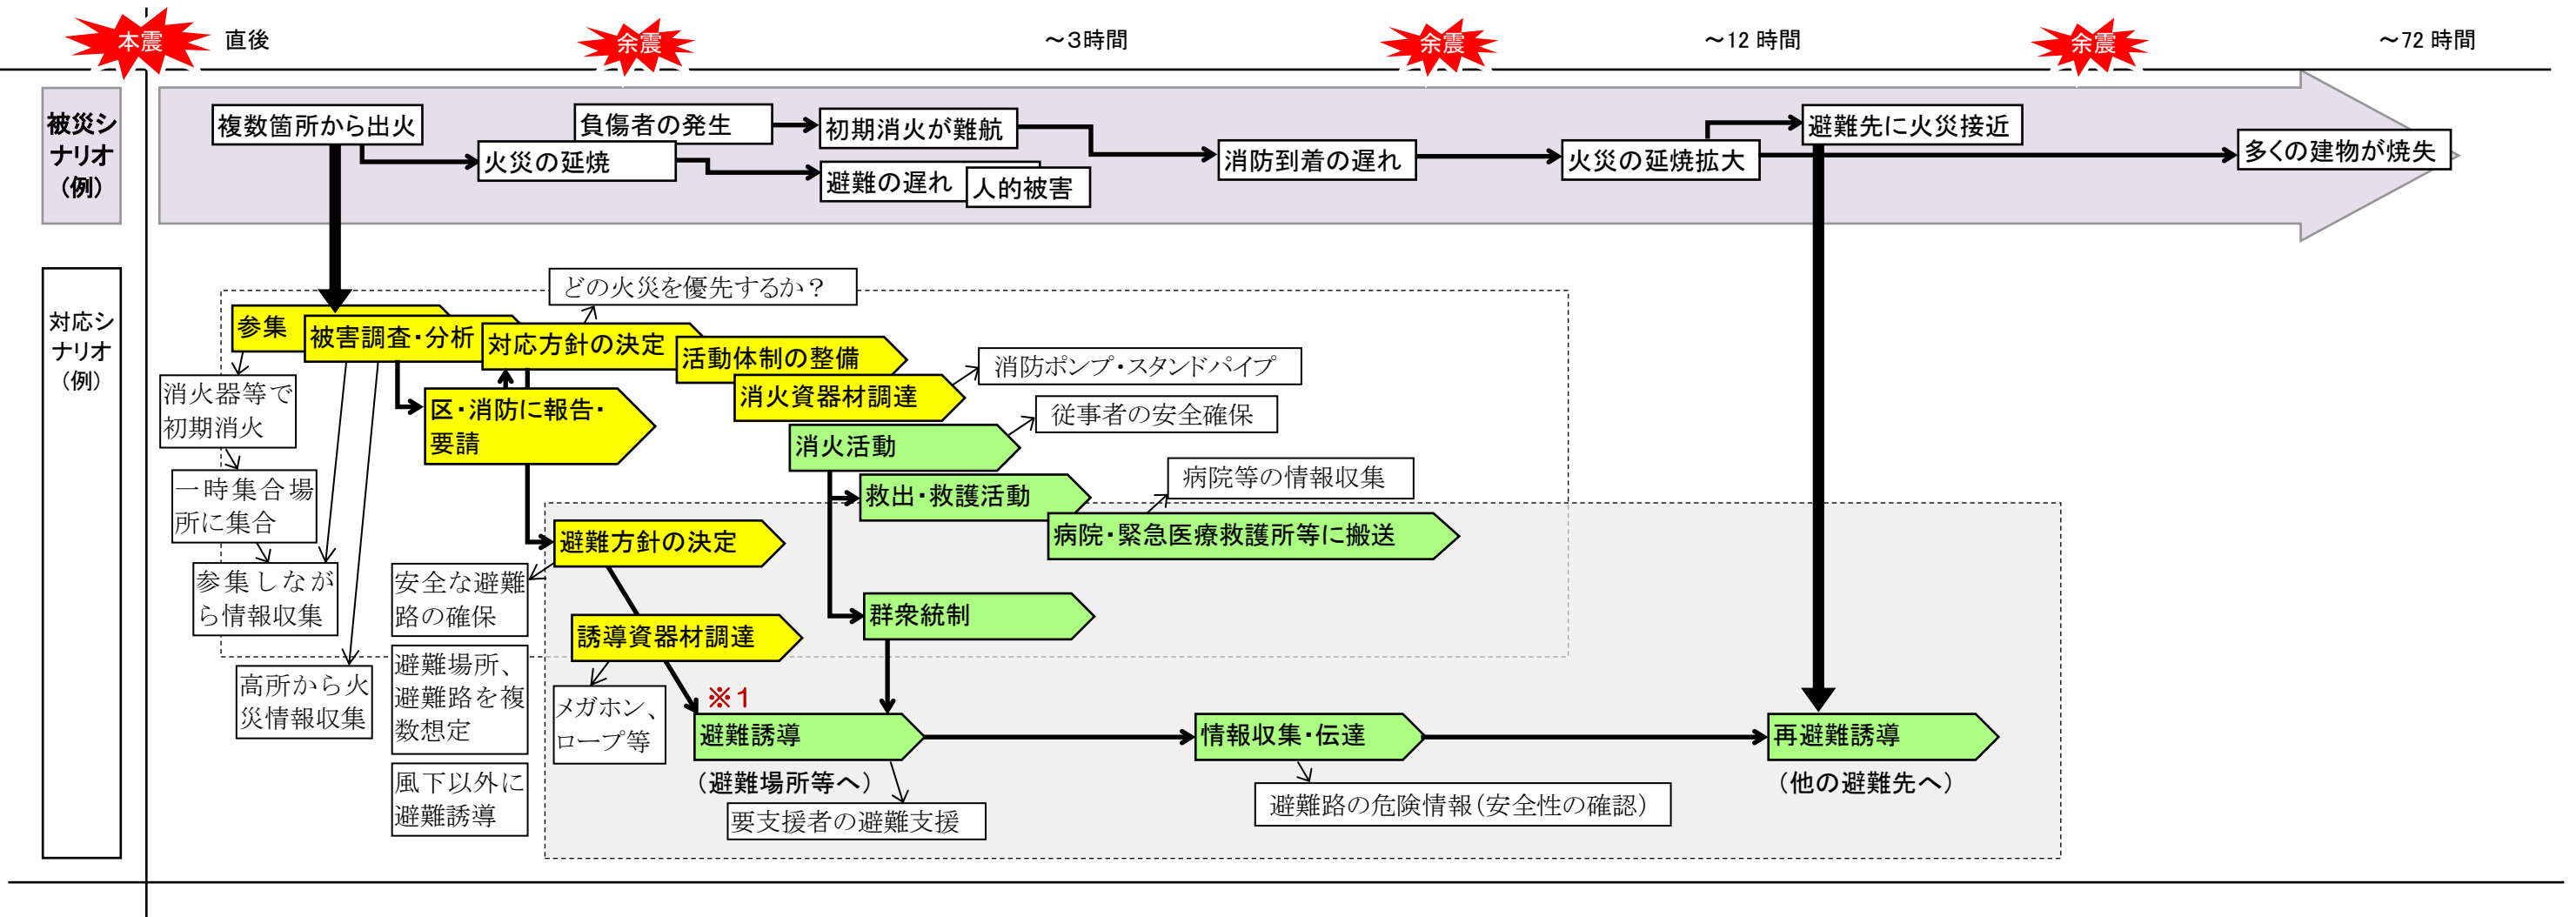 本震
直後
余震
～3時間
余震
～12 時間
余震
～72 時間
被災シ
ナリオ
（例）
複数箇所から出火
火災の延焼
負傷者の発生
初期消火が難航
避難の遅れ
人的被害
消防到着の遅れ
火災の延焼拡大
避難先に火災接近
多くの建物が焼失
対応シ
ナリオ
（例）
どの火災を優先するか？
参集
被害調査・分析
対応方針の決定
活動体制の整備
消火資器材調達
消防ポンプ・スタンドパイプ
消火器等で
初期消火
区・消防に報告・
要請
従事者の安全確保
消火活動
一時集合場
所に集合
救出・救護活動
病院等の情報収集
病院・緊急医療救護所等に搬送
避難方針の決定
参集しなが
ら情報収集
安全な避難
路の確保
群衆統制
誘導資器材調達
高所から火
災情報収集
避難場所、
避難路を複
数想定
メガホン、
ロープ等
※1
避難誘導
（避難場所等へ）
情報収集・伝達
再避難誘導
（他の避難先へ）
風下以外に
避難誘導
要支援者の避難支援
避難路の危険情報（安全性の確認）